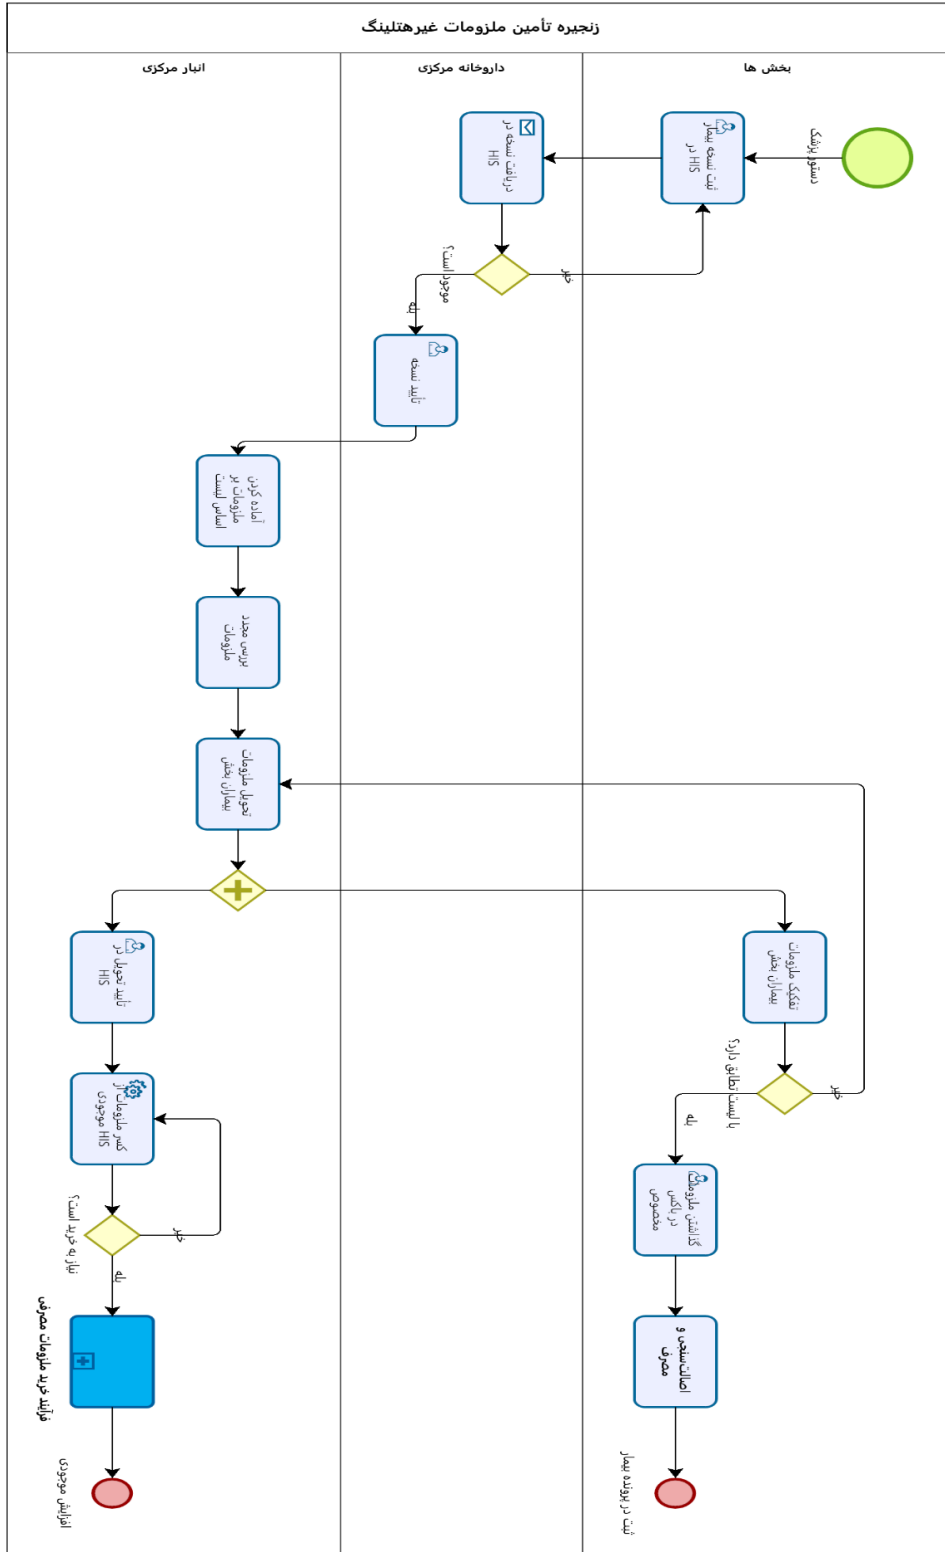 زنجیره تأمین ملزومات غیرهتلینگ
بخش ها
داروخانه مرکزی
انبار مرکزی
دستور پزشک
ثبت نسخه بیمار
در HIS
دریافت نسخه در
HIS
موجود است؟
خیر
بله
تأیید نسخه
آماده کردن
ملزومات بر
اساس لیست
بررسی مجدد
ملزومات
تحویل ملزومات
بیماران بخش
تفکیک ملزومات
بیماران بخش
با لیست تطابق دارد؟
خیر
بله
گذاشتن ملزومات
در باکس
مخصوص
اصالت‌سنجی و
مصرف
ثبت در پرونده بیمار
تأیید تحویل در
HIS
کسر ملزومات از
موجودی HIS
نیاز به خرید است؟
خیر
بله
فرآیند خرید ملزومات مصرفی
افزایش موجودی